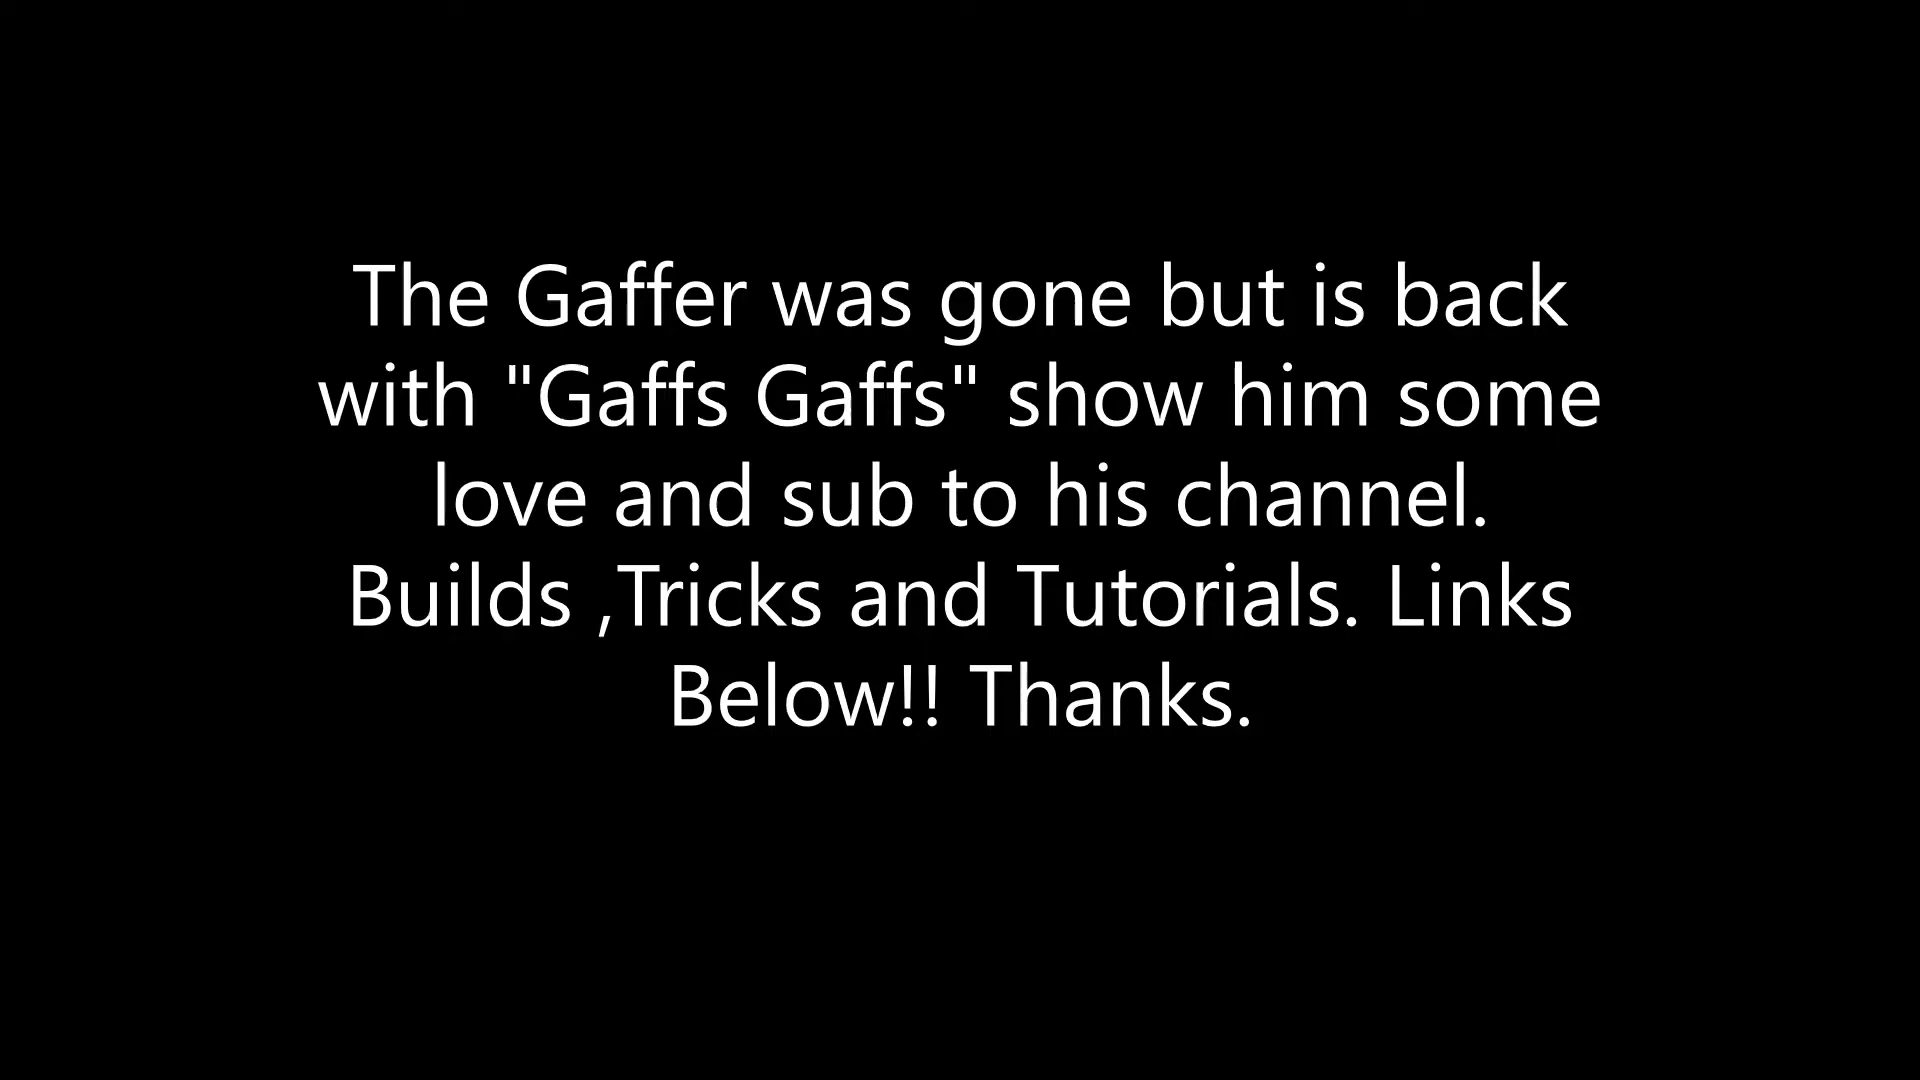 The Gaffer was gone but is back
with "Gaffs Gaffs" show him some
love and sub to his channel.
Builds ,Tricks and Tutorials. Links
Below!! Thanks.